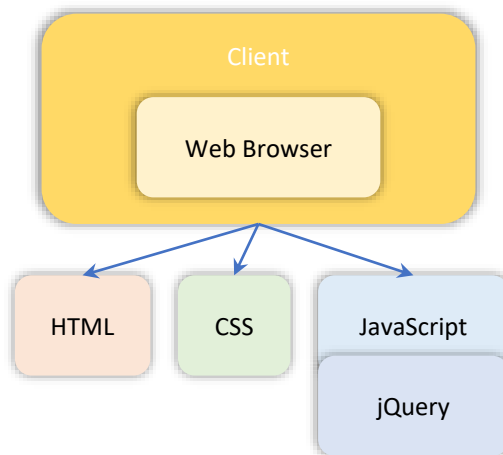 Client
Web Browser
HTML
CSS
JavaScript
jQuery